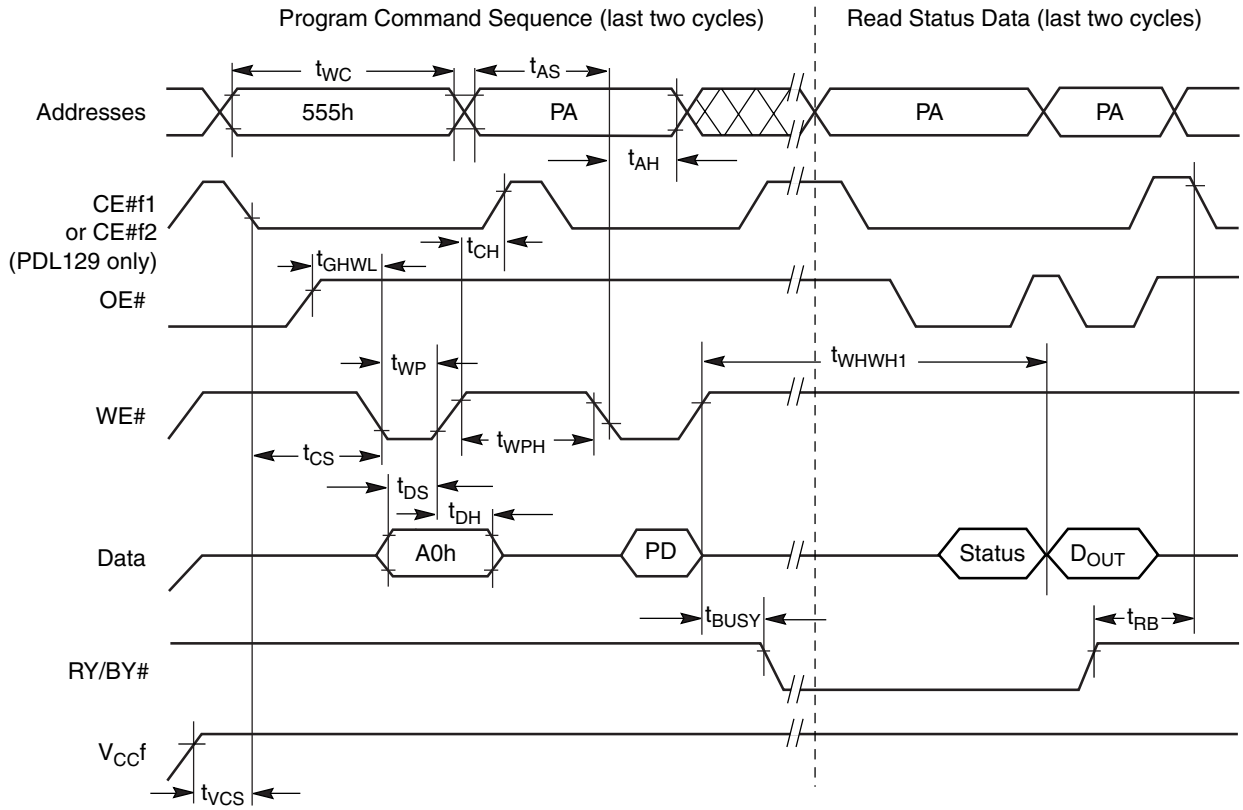 Program Command Sequence (last two cycles)
Read Status Data (last two cycles)
tWC
tAS
Addresses
555h
PA
PA
PA
tAH
CE#f1
or CE#f2
(PDL129 only)
tCH
tGHWL
OE#
tWP
tWHWH1
WE#
tCS
tWPH
tDS
tDH
Data
A0h
PD
Status
DOUT
tBUSY
tRB
RY/BY#
VCCf
tVCS